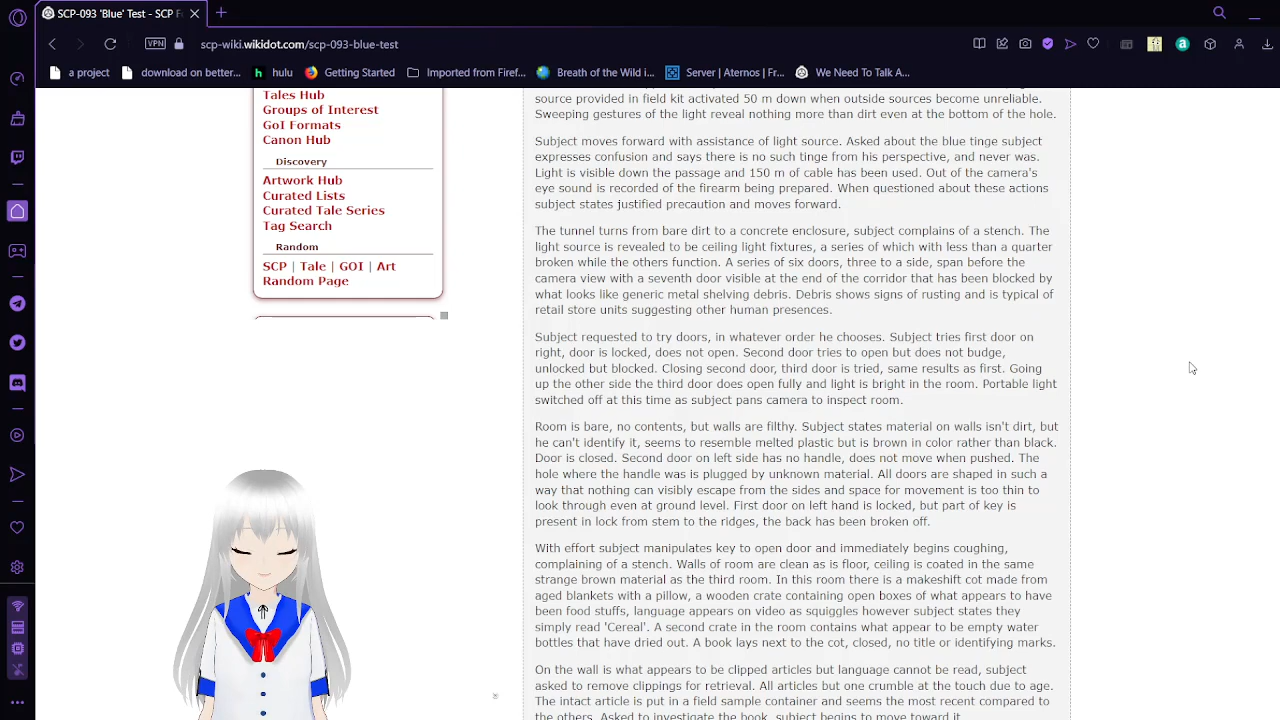 SCP-093 'Blue' Test - SCP F
VPN
scp-wiki.wikidot.com/scp-093-blue-test
a project
download on better...
hulu
Getting Started
Imported from Firef...
Breath of the Wild i...
Server | Aternos | Fr...
We Need To Talk A...
Tales Hub
Groups of Interest
GoI Formats
Canon Hub
Discovery
Artwork Hub
Curated Lists
Curated Tale Series
Tag Search
Random
SCP | Tale | GOI | Art
Random Page
source provided in field kit activated 50 m down when outside sources become unreliable.
Sweeping gestures of the light reveal nothing more than dirt even at the bottom of the hole.
Subject moves forward with assistance of light source. Asked about the blue tinge subject
expresses confusion and says there is no such tinge from his perspective, and never was.
Light is visible down the passage and 150 m of cable has been used. Out of the camera's
eye sound is recorded of the firearm being prepared. When questioned about these actions
subject states justified precaution and moves forward.
The tunnel turns from bare dirt to a concrete enclosure, subject complains of a stench. The
light source is revealed to be ceiling light fixtures, a series of which with less than a quarter
broken while the others function. A series of six doors, three to a side, span before the
camera view with a seventh door visible at the end of the corridor that has been blocked by
what looks like generic metal shelving debris. Debris shows signs of rusting and is typical of
retail store units suggesting other human presences.
Subject requested to try doors, in whatever order he chooses. Subject tries first door on
right, door is locked, does not open. Second door tries to open but does not budge,
unlocked but blocked. Closing second door, third door is tried, same results as first. Going
up the other side the third door does open fully and light is bright in the room. Portable light
switched off at this time as subject pans camera to inspect room.
Room is bare, no contents, but walls are filthy. Subject states material on walls isn't dirt, but
he can't identify it, seems to resemble melted plastic but is brown in color rather than black.
Door is closed. Second door on left side has no handle, does not move when pushed. The
hole where the handle was is plugged by unknown material. All doors are shaped in such a
way that nothing can visibly escape from the sides and space for movement is too thin to
look through even at ground level. First door on left hand is locked, but part of key is
present in lock from stem to the ridges, the back has been broken off.
With effort subject manipulates key to open door and immediately begins coughing,
complaining of a stench. Walls of room are clean as is floor, ceiling is coated in the same
strange brown material as the third room. In this room there is a makeshift cot made from
aged blankets with a pillow, a wooden crate containing open boxes of what appears to have
been food stuffs, language appears on video as squiggles however subject states they
simply read 'Cereal'. A second crate in the room contains what appear to be empty water
bottles that have dried out. A book lays next to the cot, closed, no title or identifying marks.
On the wall is what appears to be clipped articles but language cannot be read, subject
asked to remove clippings for retrieval. All articles but one crumble at the touch due to age.
The intact article is put in a field sample container and seems the most recent compared to
the others. Asked to investigate the book, subject begins to move toward it.